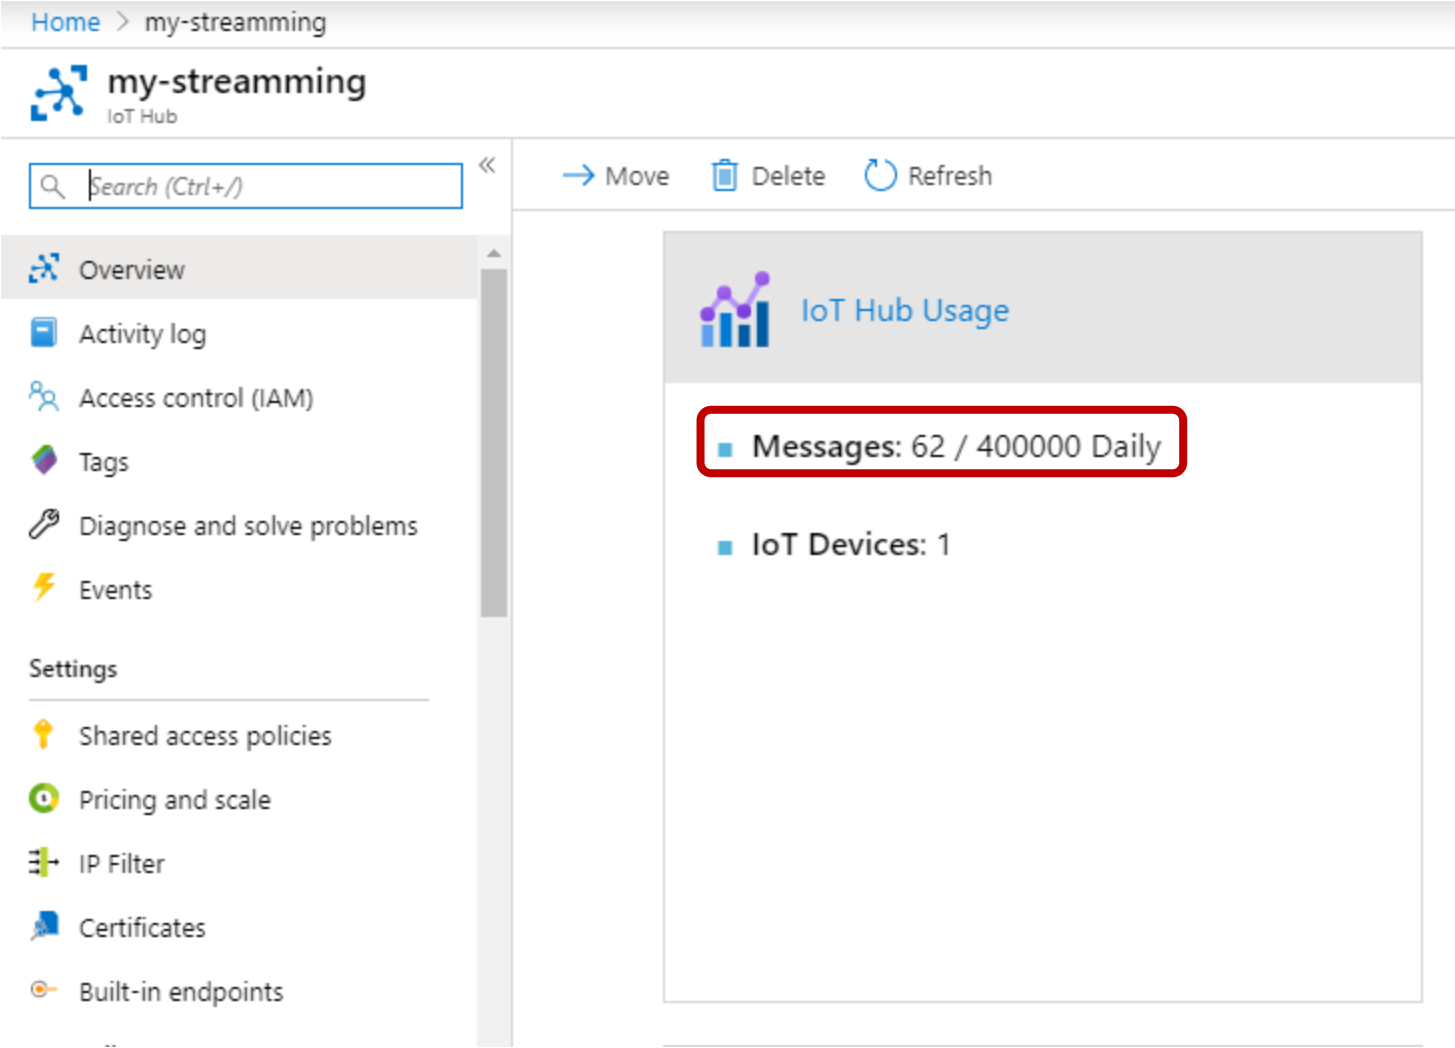 Home > my-streamming
my-streamming
IoT Hub
Search (Ctrl+/)
«
Move Delete Refresh
Overview
Activity log
Access control (IAM)
Tags
Diagnose and solve problems
Events
Settings
Shared access policies
Pricing and scale
IP Filter
Certificates
Built-in endpoints
IoT Hub Usage
Messages: 62 / 400000 Daily
IoT Devices: 1